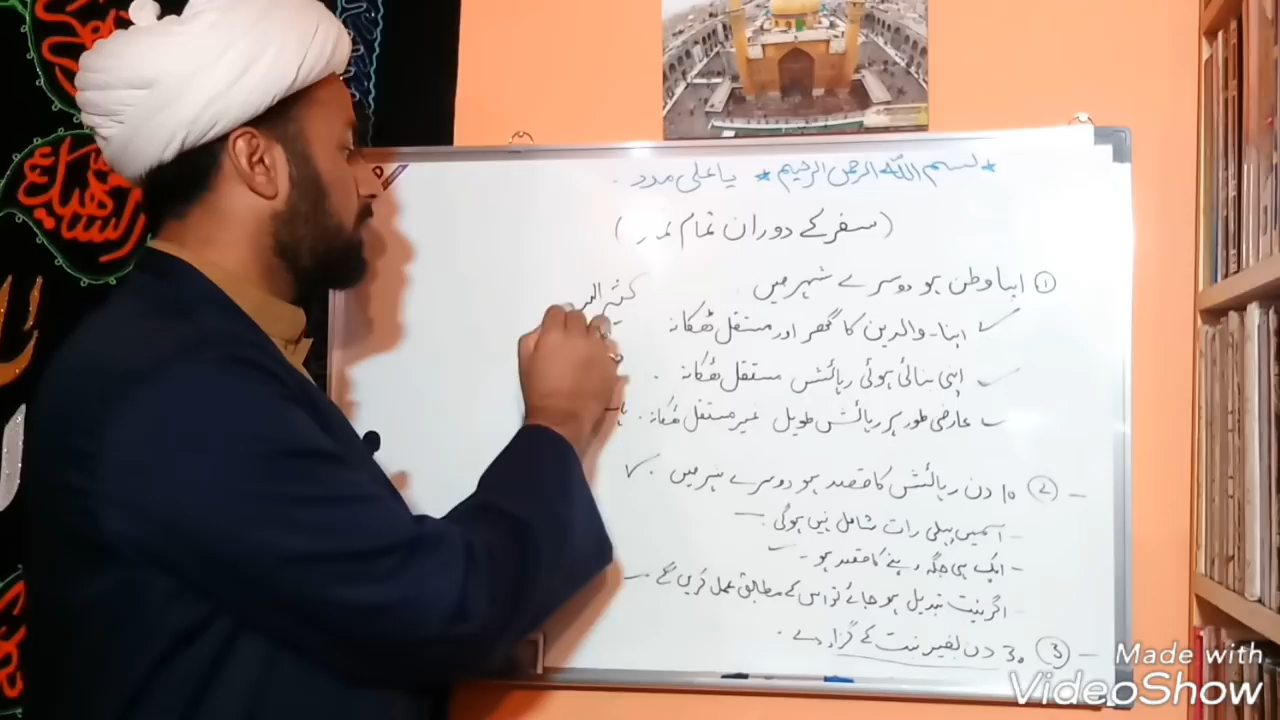 بسم اللہ الرحمن الرحیم * یا علی مدد *
(سفر کے دوران تمام نماز)
① اپنا وطن ہو دوسرے شہر میں
کثیر السفر
اپنا۔ والدین کا گھر اور مستقل ٹھکانہ
اپنی بنائی ہوئی رہائش مستقل ٹھکانہ ۔
عارضی طور پر رہائش طویل غیر مستقل ٹھکانہ ۔
② 10 دن رہائش کا قصد ہو دوسرے شہر میں ۔
- اسمیں پہلی رات شامل نہیں ہوگی ۔
- ایک ہی جگہ رہنے کا قصد ہو ۔
- اگر نیت تبدیل ہو جائے تو اس کے مطابق عمل کریں گے
③ 30 دن بغیر نیت کے گزار دے ۔
Made with
VideoShow